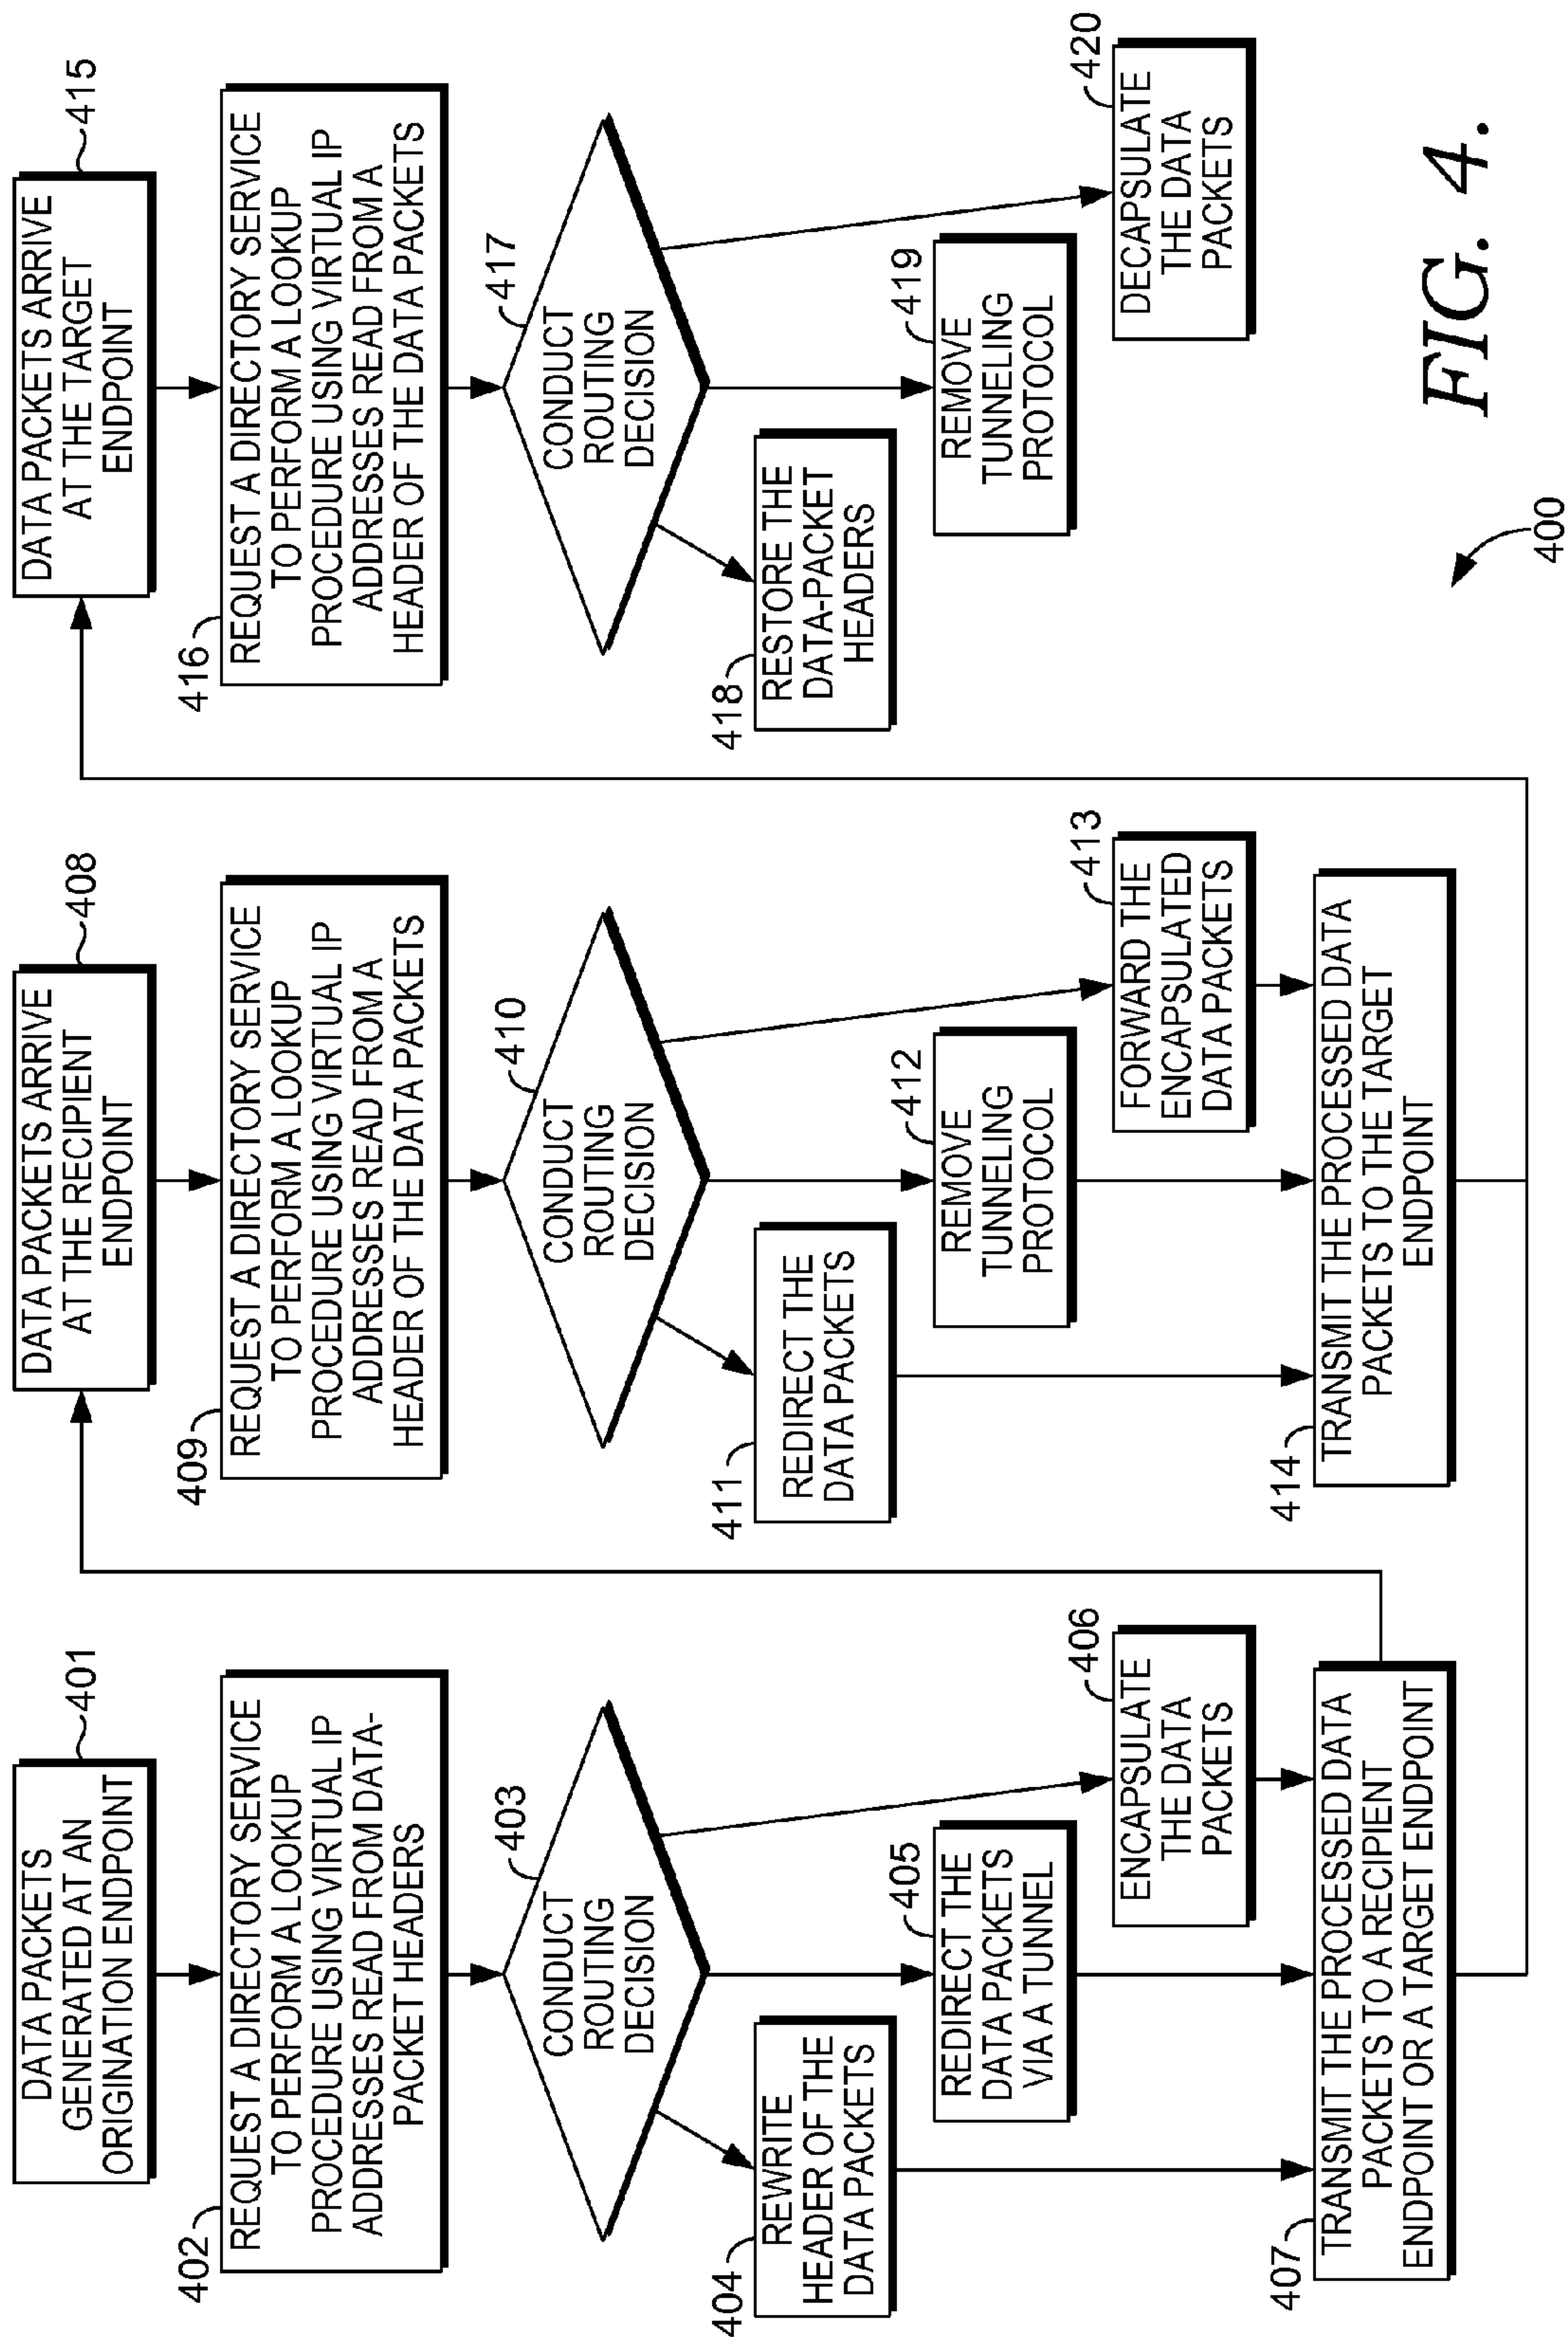 DATA PACKETS
GENERATED AT AN
ORIGINATION ENDPOINT
401
402
REQUEST A DIRECTORY SERVICE
TO PERFORM A LOOKUP
PROCEDURE USING VIRTUAL IP
ADDRESSES READ FROM DATA-
PACKET HEADERS
403
CONDUCT
ROUTING
DECISION
404
REWRITE
HEADER OF THE
DATA PACKETS
405
REDIRECT THE
DATA PACKETS
VIA A TUNNEL
406
ENCAPSULATE
THE DATA
PACKETS
407
TRANSMIT THE PROCESSED DATA
PACKETS TO A RECIPIENT
ENDPOINT OR A TARGET ENDPOINT
DATA PACKETS ARRIVE
AT THE RECIPIENT
ENDPOINT
408
409
REQUEST A DIRECTORY SERVICE
TO PERFORM A LOOKUP
PROCEDURE USING VIRTUAL IP
ADDRESSES READ FROM A
HEADER OF THE DATA PACKETS
410
CONDUCT
ROUTING
DECISION
411
REDIRECT THE
DATA PACKETS
412
REMOVE
TUNNELING
PROTOCOL
413
FORWARD THE
ENCAPSULATED
DATA PACKETS
414
TRANSMIT THE PROCESSED DATA
PACKETS TO THE TARGET
ENDPOINT
DATA PACKETS ARRIVE
AT THE TARGET
ENDPOINT
415
416
REQUEST A DIRECTORY SERVICE
TO PERFORM A LOOKUP
PROCEDURE USING VIRTUAL IP
ADDRESSES READ FROM A
HEADER OF THE DATA PACKETS
417
CONDUCT
ROUTING
DECISION
418
RESTORE THE
DATA-PACKET
HEADERS
419
REMOVE
TUNNELING
PROTOCOL
420
DECAPSULATE
THE DATA
PACKETS
400
FIG. 4.